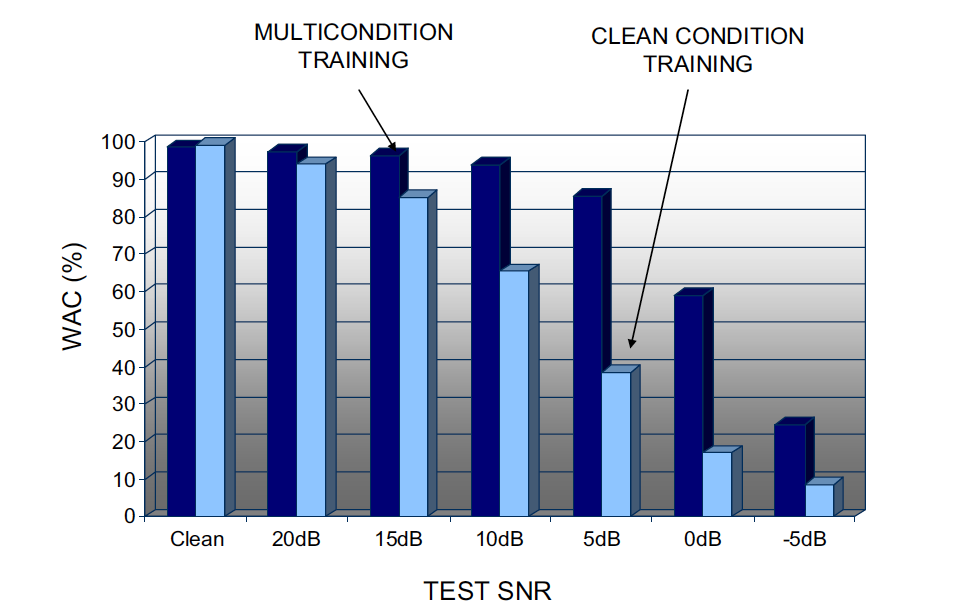 MULTICONDITION
TRAINING
CLEAN CONDITION
TRAINING
100
90
80
70
60
50
40
30
20
10
0
WAC (%)
Clean 20dB 15dB 10dB 5dB 0dB -5dB
TEST SNR